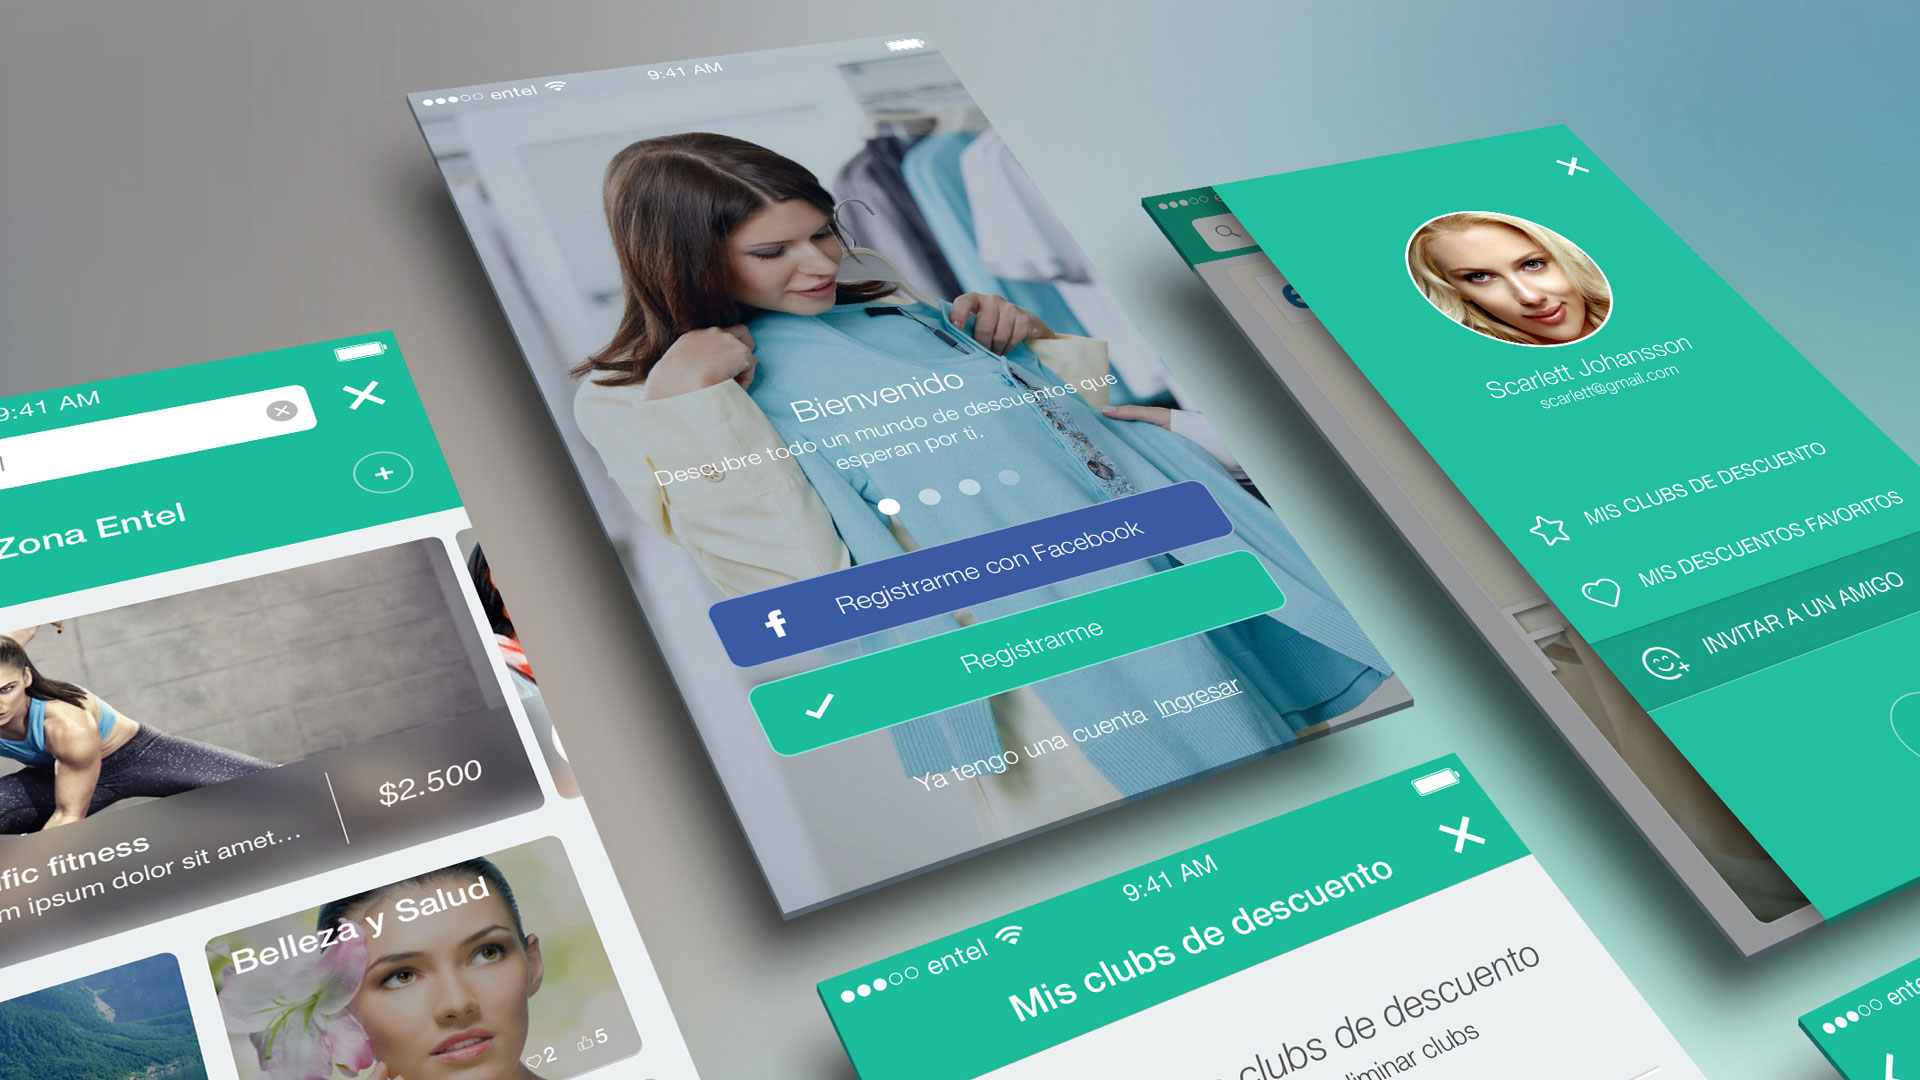 9:41 AM
Zona Entel
$2.500
fitness
ipsum dolor sit amet...
Belleza y Salud
2
5
entel
9:41 AM
Bienvenido
Descubre todo un mundo de descuentos que
esperan por ti.
Registrarme con Facebook
Registrarme
Ya tengo una cuenta Ingresar
Scarlett Johansson
scarlett@gmail.com
MIS CLUBS DE DESCUENTO
MIS DESCUENTOS FAVORITOS
INVITAR A UN AMIGO
entel
9:41 AM
Mis clubs de descuento
clubs de descuento
clubs